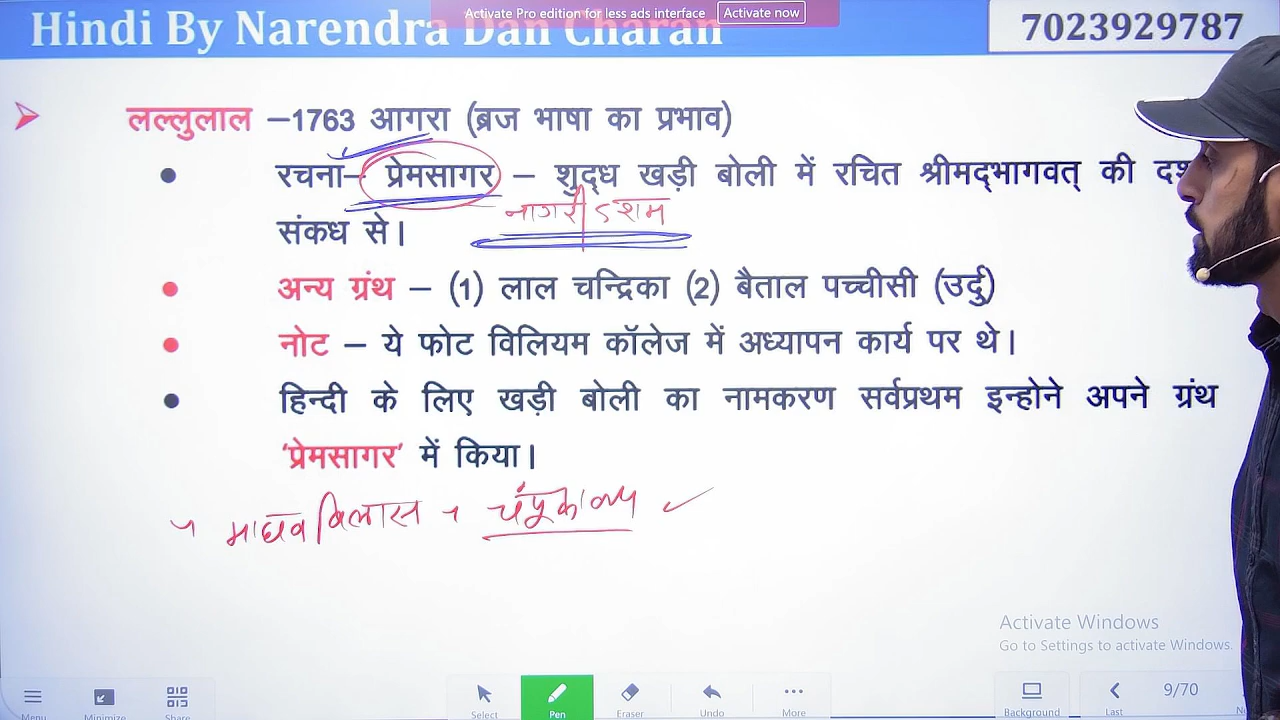 Activate Pro edition for less ads interface Activate now
Hindi By Narendra Dan Charan 7023929787
लल्लुलाल –1763 आगरा (ब्रज भाषा का प्रभाव)
रचना– प्रेमसागर – शुद्ध खड़ी बोली में रचित श्रीमद्भागवत् की
नागरी दशम
संकध से।
अन्य ग्रंथ – (1) लाल चन्द्रिका (2) बैताल पच्चीसी (उर्दु)
नोट – ये फोट विलियम कॉलेज में अध्यापन कार्य पर थे।
हिन्दी के लिए खड़ी बोली का नामकरण सर्वप्रथम इन्होने अपने ग्रंथ
'प्रेमसागर' में किया।
माधव विलास चंपूकाव्य
Activate Windows
Go to Settings to activate Windows.
Menu Minimize Share Select Pen Eraser Undo More Background Last 9/70